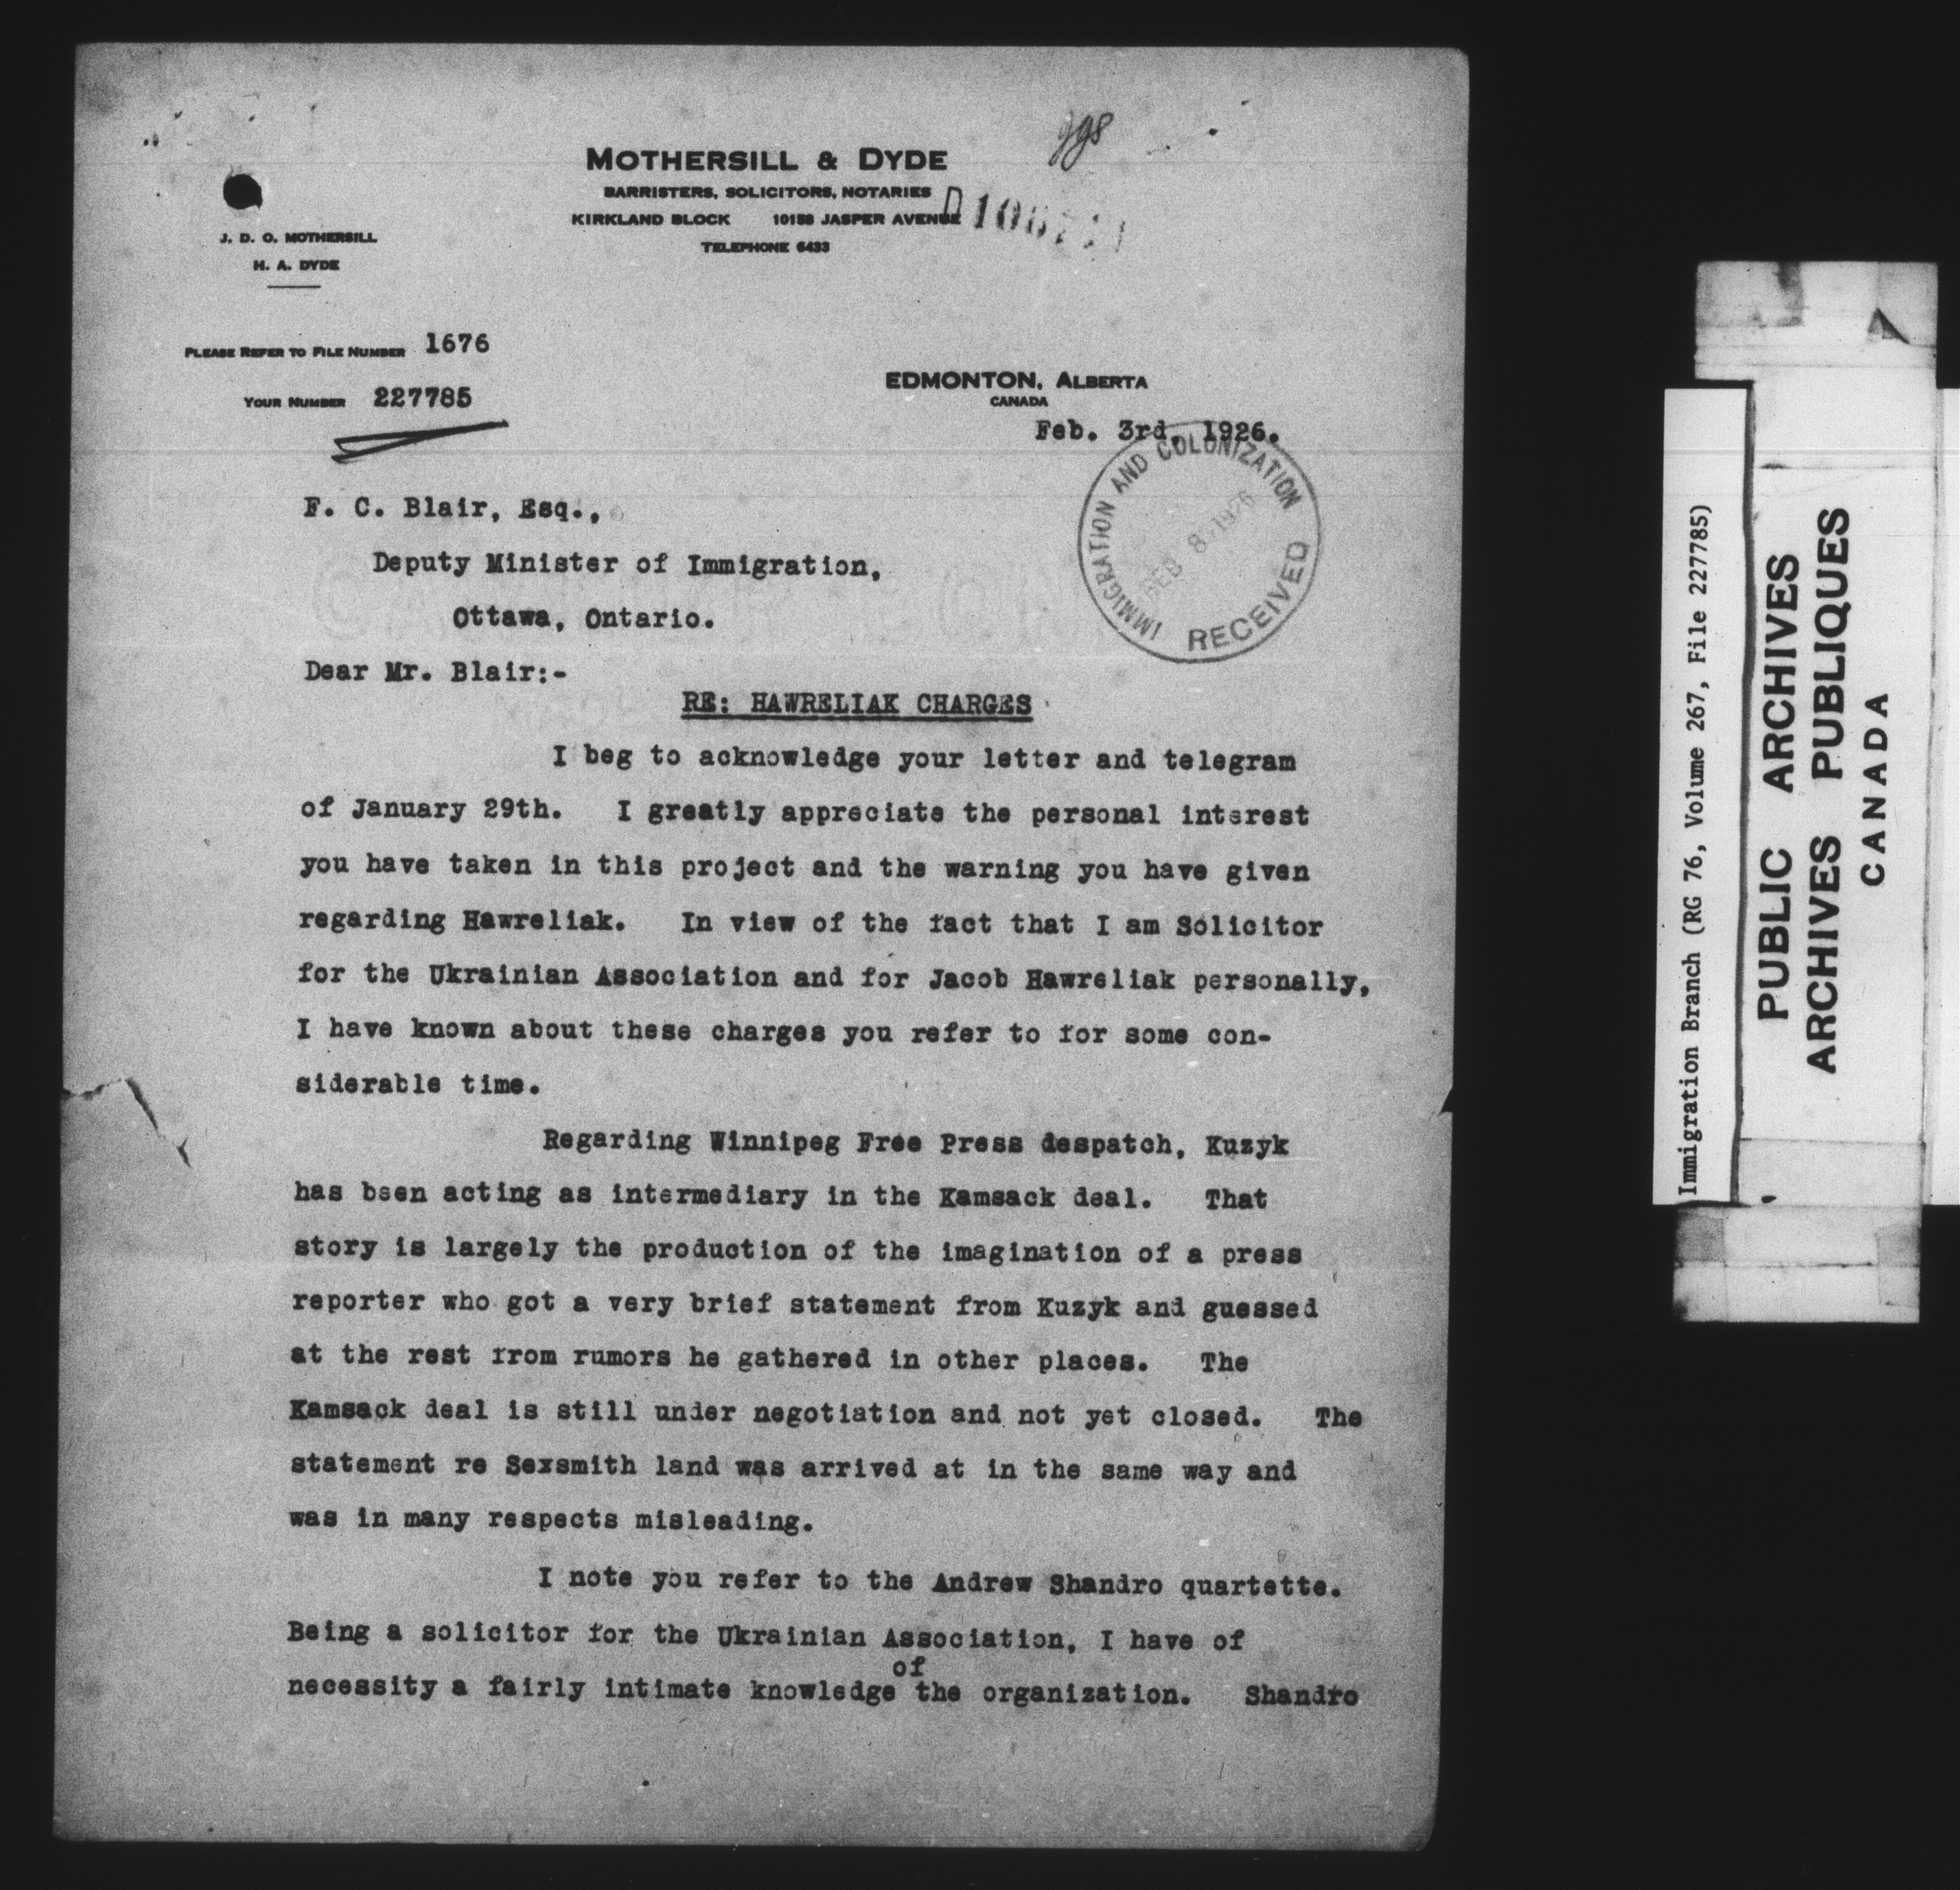 MOTHERSILL & DYDE
BARRISTERS, SOLICITORS, NOTARIES
KIRKLAND BLOCK 10158 JASPER AVENUE
TELEPHONE 6433
J. D. O. MOTHERSILL
H. A. DYDE
PLEASE REFER TO FILE NUMBER 1676
YOUR NUMBER 227785
EDMONTON, ALBERTA
CANADA
Feb. 3rd, 1926.
IMMIGRATION AND COLONIZATION
FEB 8 1926
RECEIVED
F. C. Blair, Esq.,
Deputy Minister of Immigration,
Ottawa, Ontario.
Dear Mr. Blair:-
RE: HAWRELIAK CHARGES
I beg to acknowledge your letter and telegram
of January 29th. I greatly appreciate the personal interest
you have taken in this project and the warning you have given
regarding Hawreliak. In view of the fact that I am Solicitor
for the Ukrainian Association and for Jacob Hawreliak personally,
I have known about these charges you refer to for some con-
siderable time.
Regarding Winnipeg Free Press despatch, Kuzyk
has been acting as intermediary in the Kamsack deal. That
story is largely the production of the imagination of a press
reporter who got a very brief statement from Kuzyk and guessed
at the rest from rumors he gathered in other places. The
Kamsack deal is still under negotiation and not yet closed. The
statement re Sexsmith land was arrived at in the same way and
was in many respects misleading.
I note you refer to the Andrew Shandro quartette.
Being a solicitor for the Ukrainian Association, I have of
necessity a fairly intimate knowledge of the organization. Shandro
Immigration Branch (RG 76, Volume 267, File 227785)
PUBLIC ARCHIVES
ARCHIVES PUBLIQUES
CANADA